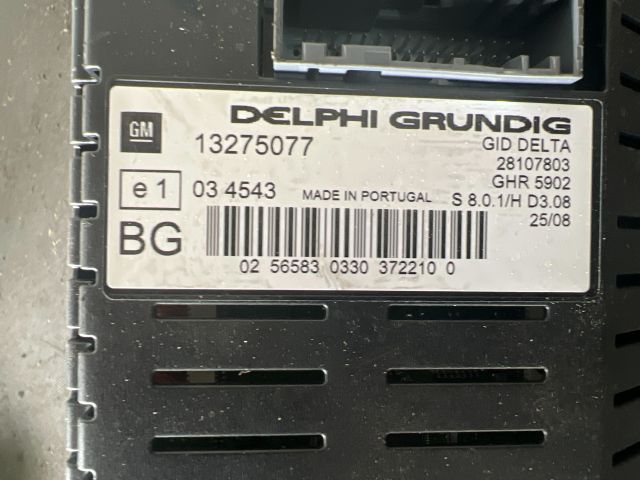 DELPHI GRUNDIG
GM
13275077
GID DELTA
28107803
GHR 5902
e1
03 4543
MADE IN PORTUGAL
S 8.0.1/H D3.08
25/08
BG
02 56583 0330 372210 0